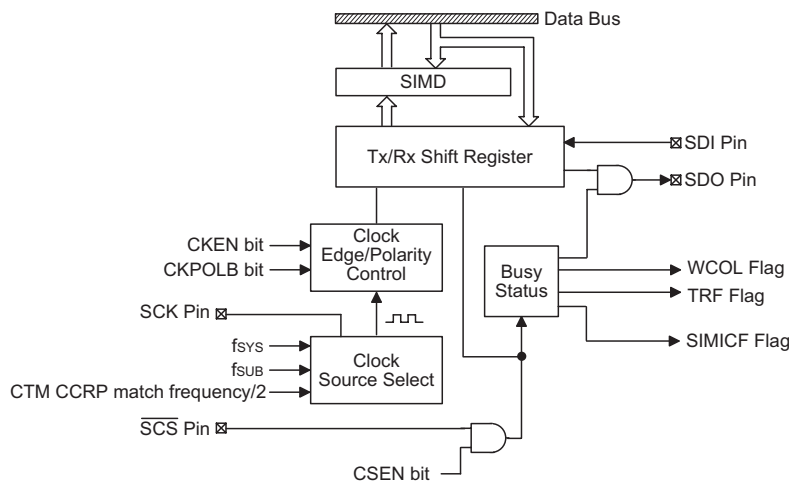 Data Bus
SIMD
Tx/Rx Shift Register
SDI Pin
SDO Pin
CKEN bit
CKPOLB bit
Clock
Edge/Polarity
Control
Busy
Status
WCOL Flag
TRF Flag
SIMICF Flag
SCK Pin
fSYS
fSUB
CTM CCRP match frequency/2
Clock
Source Select
SCS Pin
CSEN bit